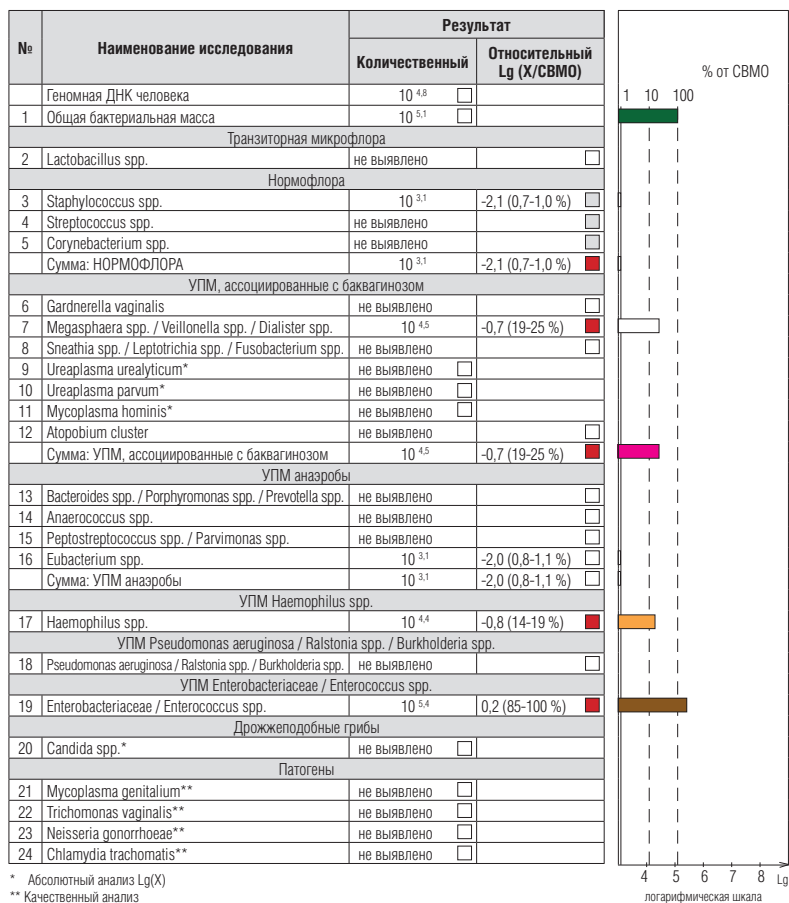 № Наименование исследования Результат
Количественный Относительный Lg (X/СВМО)
% от СВМО
1 10 100
Геномная ДНК человека 10 4,8
1 Общая бактериальная масса 10 5,1
Транзиторная микрофлора
2 Lactobacillus spp. не выявлено
Нормофлора
3 Staphylococcus spp. 10 3,1 -2,1 (0,7-1,0 %)
4 Streptococcus spp. не выявлено
5 Corynebacterium spp. не выявлено
Сумма: НОРМОФЛОРА 10 3,1 -2,1 (0,7-1,0 %)
УПМ, ассоциированные с баквагинозом
6 Gardnerella vaginalis не выявлено
7 Megasphaera spp. / Veillonella spp. / Dialister spp. 10 4,5 -0,7 (19-25 %)
8 Sneathia spp. / Leptotrichia spp. / Fusobacterium spp. не выявлено
9 Ureaplasma urealyticum* не выявлено
10 Ureaplasma parvum* не выявлено
11 Mycoplasma hominis* не выявлено
12 Atopobium cluster не выявлено
Сумма: УПМ, ассоциированные с баквагинозом 10 4,5 -0,7 (19-25 %)
УПМ анаэробы
13 Bacteroides spp. / Porphyromonas spp. / Prevotella spp. не выявлено
14 Anaerococcus spp. не выявлено
15 Peptostreptococcus spp. / Parvimonas spp. не выявлено
16 Eubacterium spp. 10 3,1 -2,0 (0,8-1,1 %)
Сумма: УПМ анаэробы 10 3,1 -2,0 (0,8-1,1 %)
УПМ Haemophilus spp.
17 Haemophilus spp. 10 4,4 -0,8 (14-19 %)
УПМ Pseudomonas aeruginosa / Ralstonia spp. / Burkholderia spp.
18 Pseudomonas aeruginosa / Ralstonia spp. / Burkholderia spp. не выявлено
УПМ Enterobacteriaceae / Enterococcus spp.
19 Enterobacteriaceae / Enterococcus spp. 10 5,4 0,2 (85-100 %)
Дрожжеподобные грибы
20 Candida spp.* не выявлено
Патогены
21 Mycoplasma genitalium** не выявлено
22 Trichomonas vaginalis** не выявлено
23 Neisseria gonorrhoeae** не выявлено
24 Chlamydia trachomatis** не выявлено
4 5 6 7 8 Lg
логарифмическая шкала
* Абсолютный анализ Lg(X)
** Качественный анализ